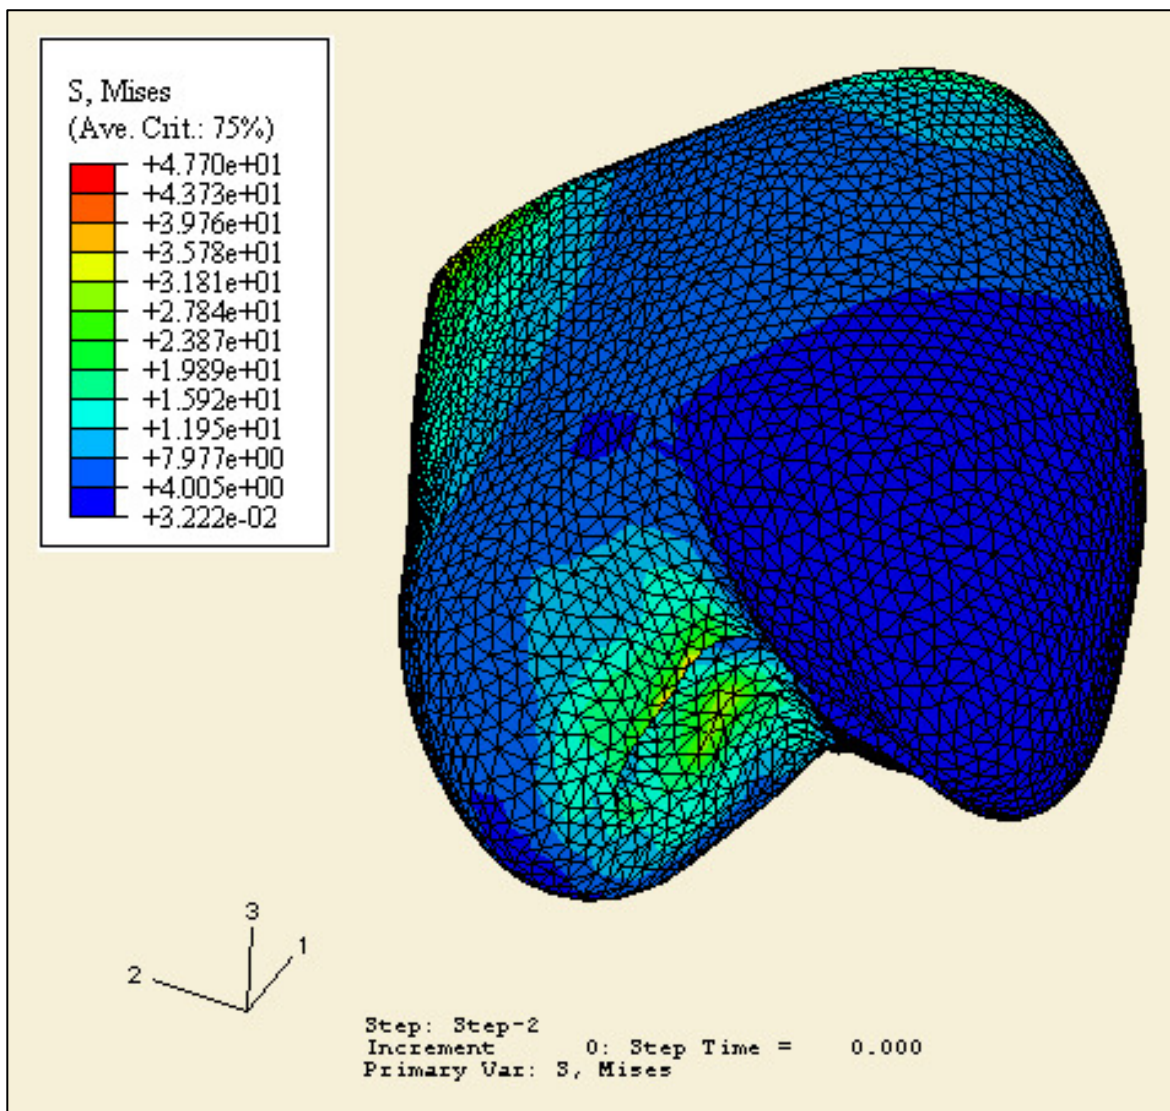 S, Mises
(Ave. Crit.: 75%)
+4.770e+01
+4.373e+01
+3.976e+01
+3.578e+01
+3.181e+01
+2.784e+01
+2.387e+01
+1.989e+01
+1.592e+01
+1.195e+01
+7.977e+00
+4.005e+00
+3.222e-02
3
1
2
Step: Step-2
Increment 0: Step Time = 0.000
Primary Var: S, Mises